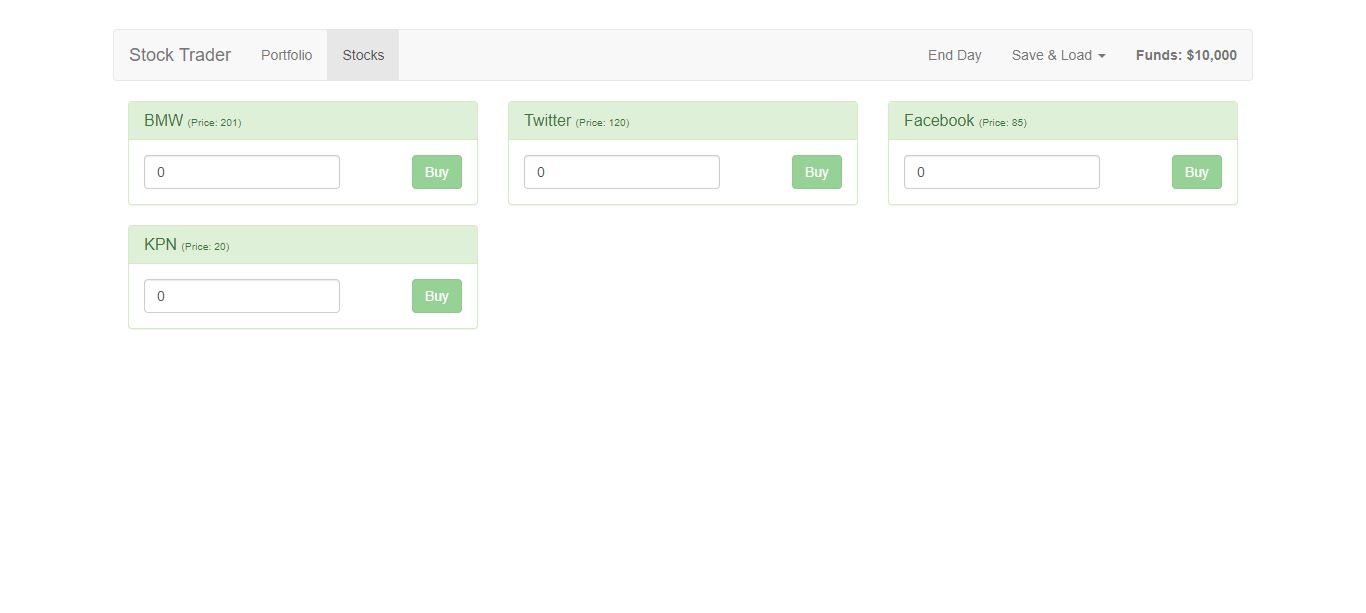 Stock Trader Portfolio Stocks End Day Save & Load Funds: $10,000
BMW (Price: 201) Twitter (Price: 120) Facebook (Price: 85)
0 Buy 0 Buy 0 Buy
KPN (Price: 20)
0 Buy